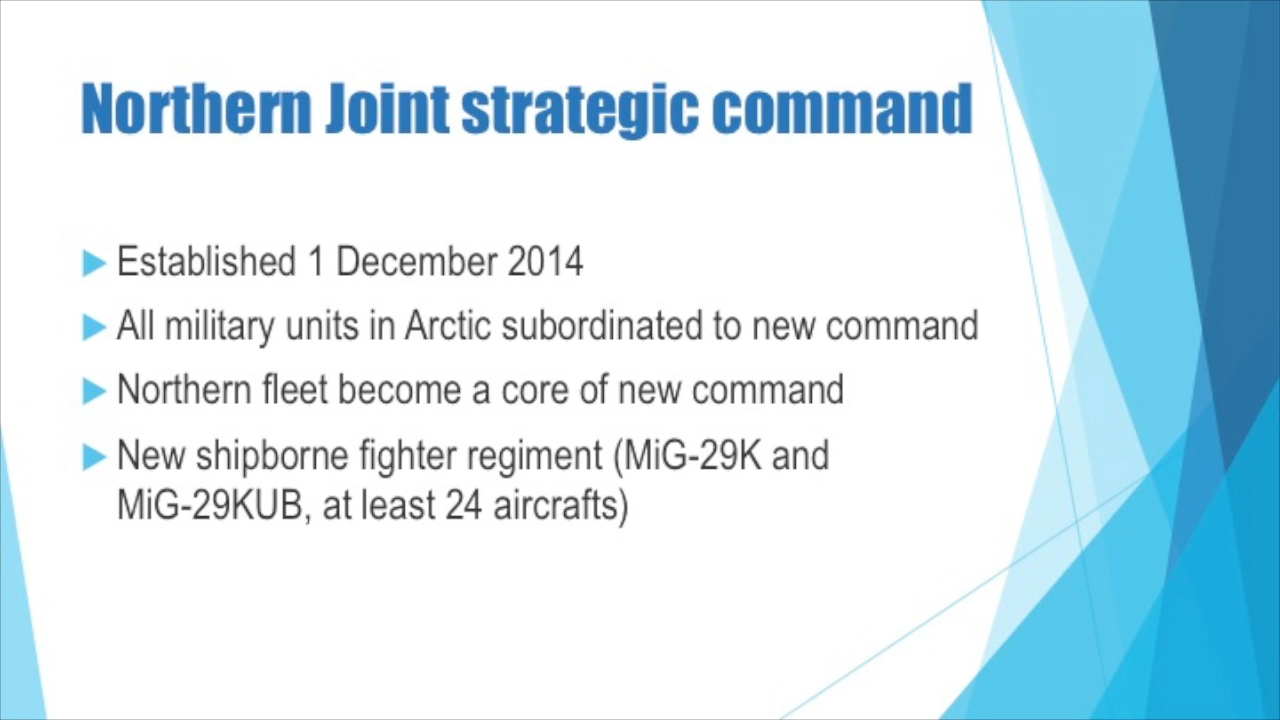 Northern Joint strategic command
Established 1 December 2014
All military units in Arctic subordinated to new command
Northern fleet become a core of new command
New shipborne fighter regiment (MiG-29K and
MiG-29KUB, at least 24 aircrafts)